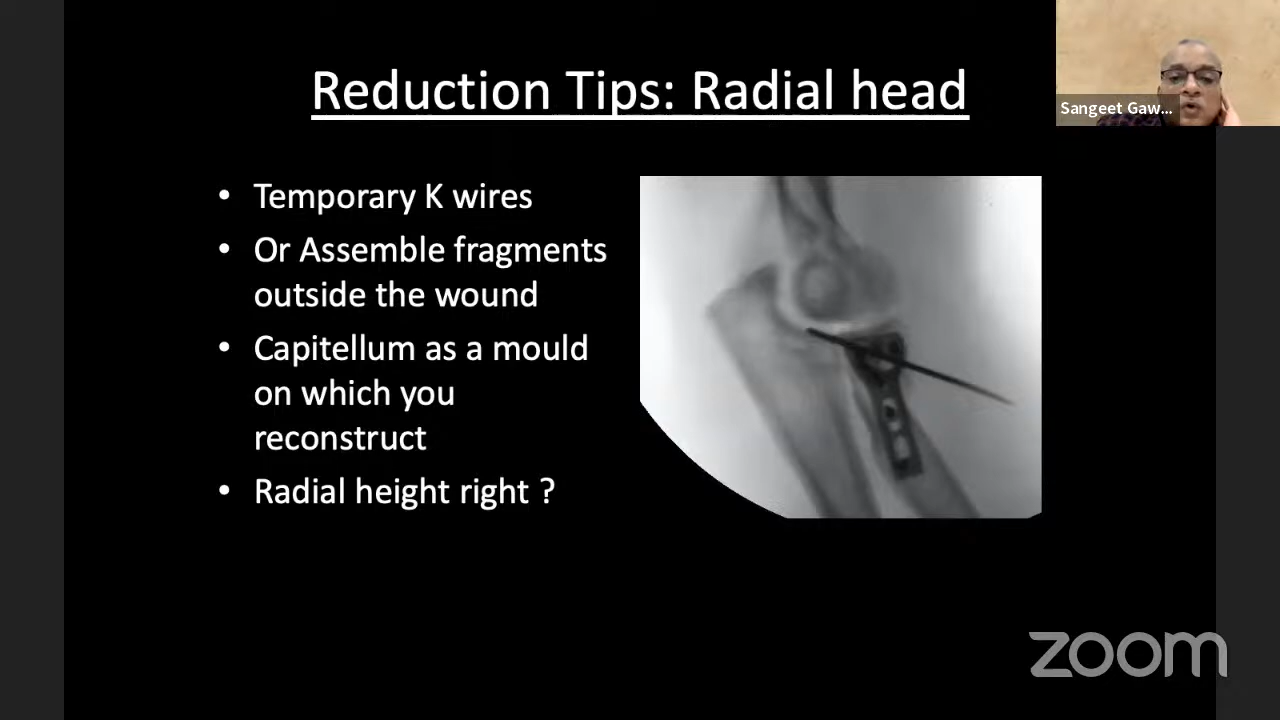 Reduction Tips: Radial head
Sangeet Gaw...
• Temporary K wires
• Or Assemble fragments
outside the wound
• Capitellum as a mould
on which you
reconstruct
• Radial height right ?
zoom